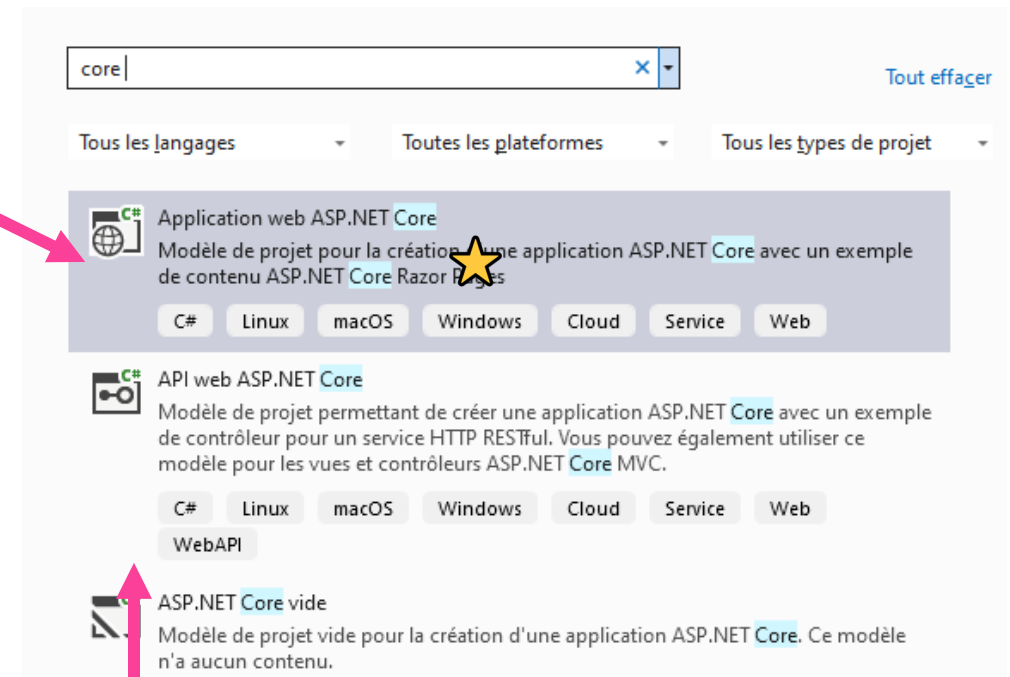 core
Tout effacer
Tous les langages Toutes les plateformes Tous les types de projet
C# Application web ASP.NET Core
Modèle de projet pour la création une application ASP.NET Core avec un exemple
de contenu ASP.NET Core Razor
C# Linux macOS Windows Cloud Service Web
C# API web ASP.NET Core
Modèle de projet permettant de créer une application ASP.NET Core avec un exemple
de contrôleur pour un service HTTP RESTful. Vous pouvez également utiliser ce
modèle pour les vues et contrôleurs ASP.NET Core MVC.
C# Linux macOS Windows Cloud Service Web
WebAPI
ASP.NET Core vide
Modèle de projet vide pour la création d'une application ASP.NET Core. Ce modèle
n'a aucun contenu.